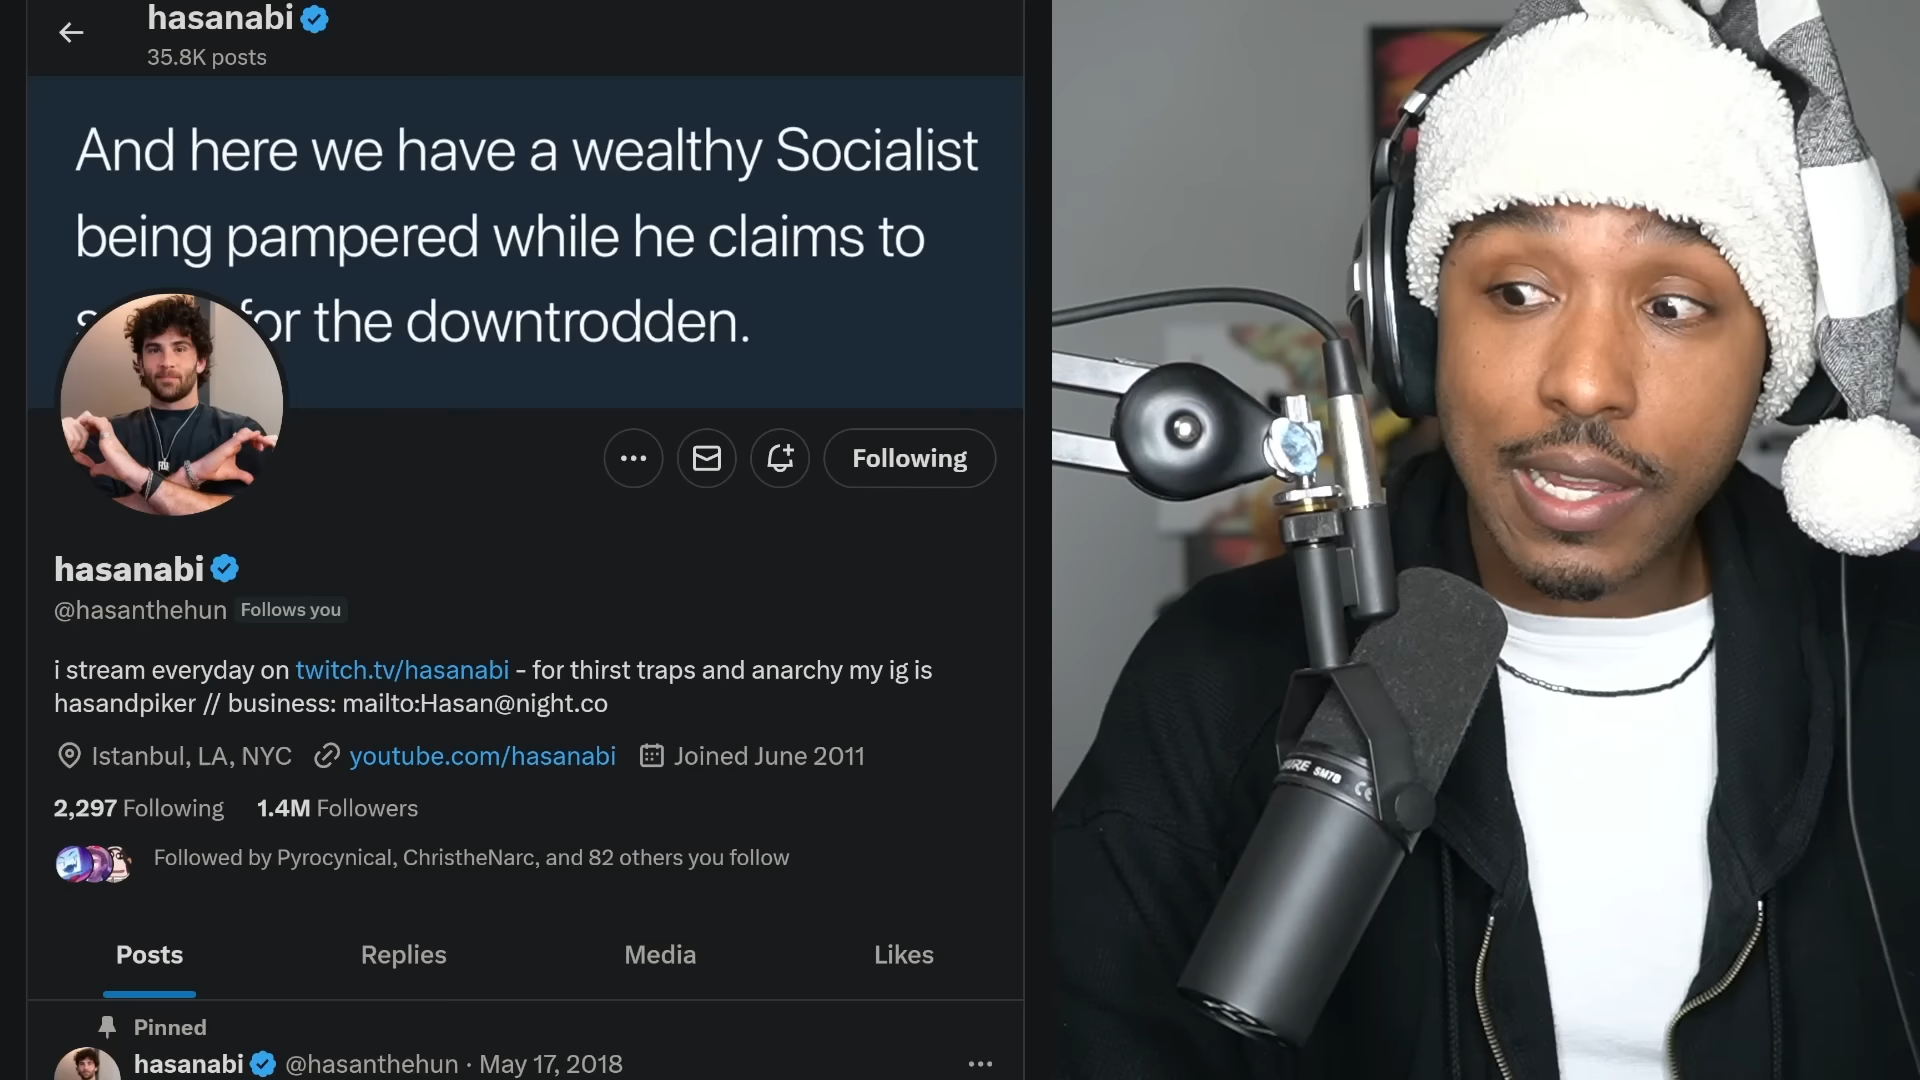 hasanabi
35.8K posts
And here we have a wealthy Socialist
being pampered while he claims to
for the downtrodden.
Following
hasanabi
@hasanthehun Follows you
i stream everyday on twitch.tv/hasanabi - for thirst traps and anarchy my ig is
hasandpiker // business: mailto:Hasan@night.co
Istanbul, LA, NYC youtube.com/hasanabi Joined June 2011
2,297 Following 1.4M Followers
Followed by Pyrocynical, ChristheNarc, and 82 others you follow
Posts Replies Media Likes
Pinned
hasanabi @hasanthehun · May 17, 2018
SM7B